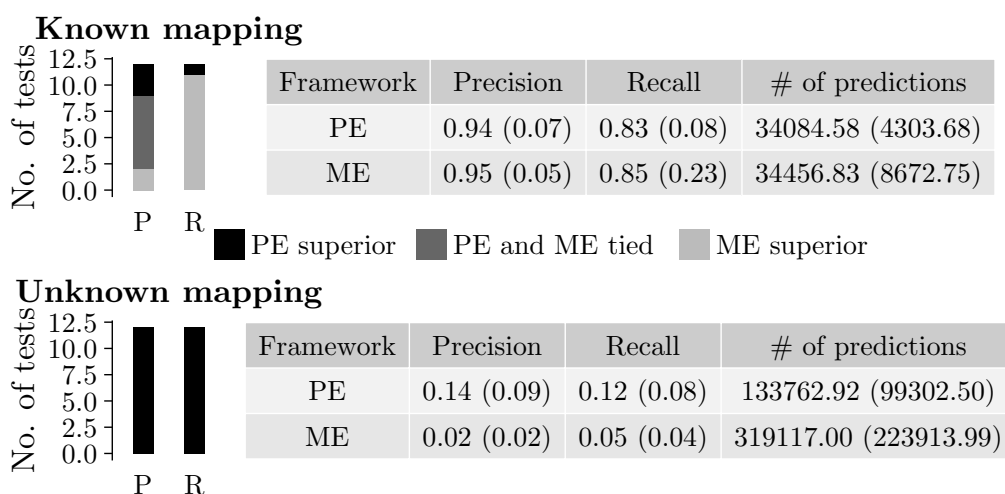 Known mapping
No. of tests
12.5
10.0
7.5
5.0
2.5
0.0
P R
Framework Precision Recall # of predictions
PE 0.94 (0.07) 0.83 (0.08) 34084.58 (4303.68)
ME 0.95 (0.05) 0.85 (0.23) 34456.83 (8672.75)
PE superior PE and ME tied ME superior
Unknown mapping
No. of tests
12.5
10.0
7.5
5.0
2.5
0.0
P R
Framework Precision Recall # of predictions
PE 0.14 (0.09) 0.12 (0.08) 133762.92 (99302.50)
ME 0.02 (0.02) 0.05 (0.04) 319117.00 (223913.99)